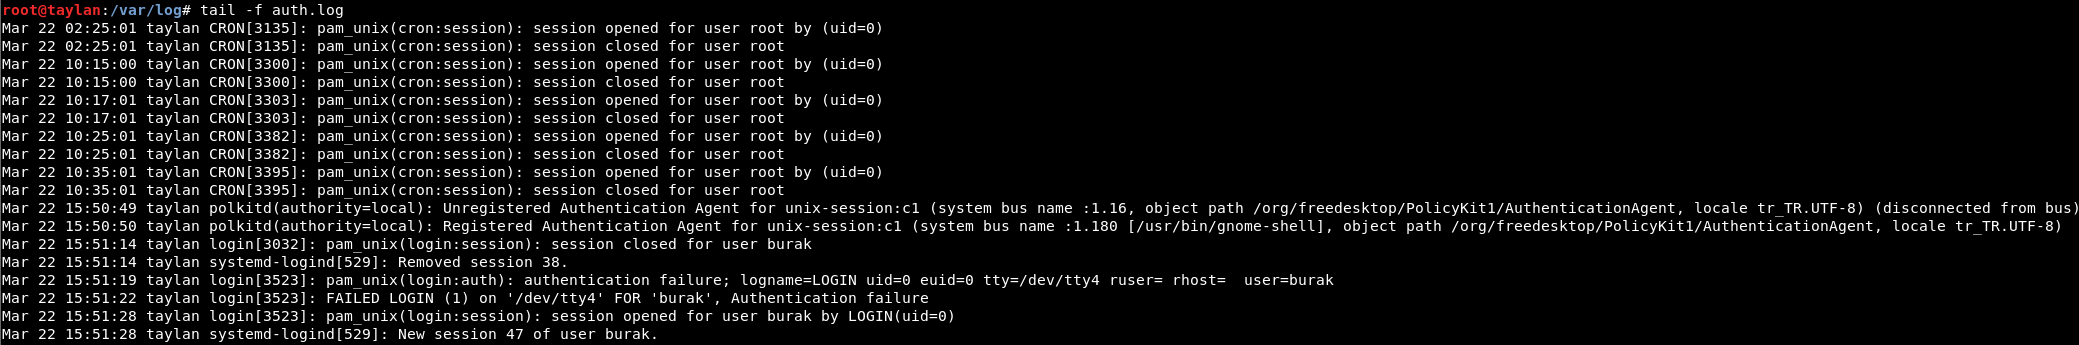 root@taylan:/var/log# tail -f auth.log
Mar 22 02:25:01 taylan CRON[3135]: pam_unix(cron:session): session opened for user root by (uid=0)
Mar 22 02:25:01 taylan CRON[3135]: pam_unix(cron:session): session closed for user root
Mar 22 10:15:00 taylan CRON[3300]: pam_unix(cron:session): session opened for user root by (uid=0)
Mar 22 10:15:00 taylan CRON[3300]: pam_unix(cron:session): session closed for user root
Mar 22 10:17:01 taylan CRON[3303]: pam_unix(cron:session): session opened for user root by (uid=0)
Mar 22 10:17:01 taylan CRON[3303]: pam_unix(cron:session): session closed for user root
Mar 22 10:25:01 taylan CRON[3382]: pam_unix(cron:session): session opened for user root by (uid=0)
Mar 22 10:25:01 taylan CRON[3382]: pam_unix(cron:session): session closed for user root
Mar 22 10:35:01 taylan CRON[3395]: pam_unix(cron:session): session opened for user root by (uid=0)
Mar 22 10:35:01 taylan CRON[3395]: pam_unix(cron:session): session closed for user root
Mar 22 15:50:49 taylan polkitd(authority=local): Unregistered Authentication Agent for unix-session:c1 (system bus name :1.16, object path /org/freedesktop/PolicyKit1/AuthenticationAgent, locale tr_TR.UTF-8) (disconnected from bus)
Mar 22 15:50:50 taylan polkitd(authority=local): Registered Authentication Agent for unix-session:c1 (system bus name :1.180 [/usr/bin/gnome-shell], object path /org/freedesktop/PolicyKit1/AuthenticationAgent, locale tr_TR.UTF-8)
Mar 22 15:51:14 taylan login[3032]: pam_unix(login:session): session closed for user burak
Mar 22 15:51:14 taylan systemd-logind[529]: Removed session 38.
Mar 22 15:51:19 taylan login[3523]: pam_unix(login:auth): authentication failure; logname=LOGIN uid=0 euid=0 tty=/dev/tty4 ruser= rhost=  user=burak
Mar 22 15:51:22 taylan login[3523]: FAILED LOGIN (1) on '/dev/tty4' FOR 'burak', Authentication failure
Mar 22 15:51:28 taylan login[3523]: pam_unix(login:session): session opened for user burak by LOGIN(uid=0)
Mar 22 15:51:28 taylan systemd-logind[529]: New session 47 of user burak.